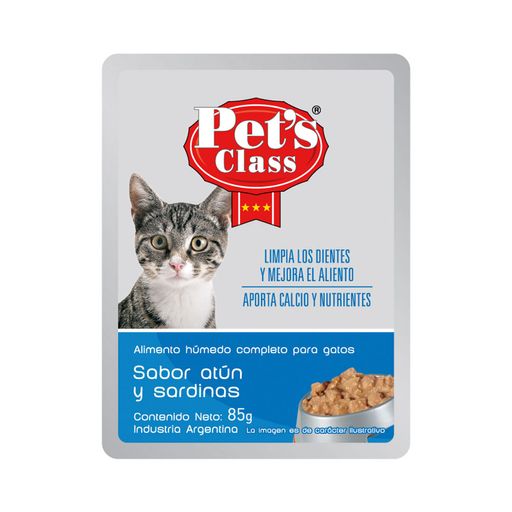 Pet's
Class
®
LIMPIA LOS DIENTES
Y MEJORA EL ALIENTO
APORTA CALCIO Y NUTRIENTES
Alimento húmedo completo para gatos
Sabor atún
y sardinas
Contenido Neto: 85g
Industria Argentina La imagen es de carácter ilustrativo